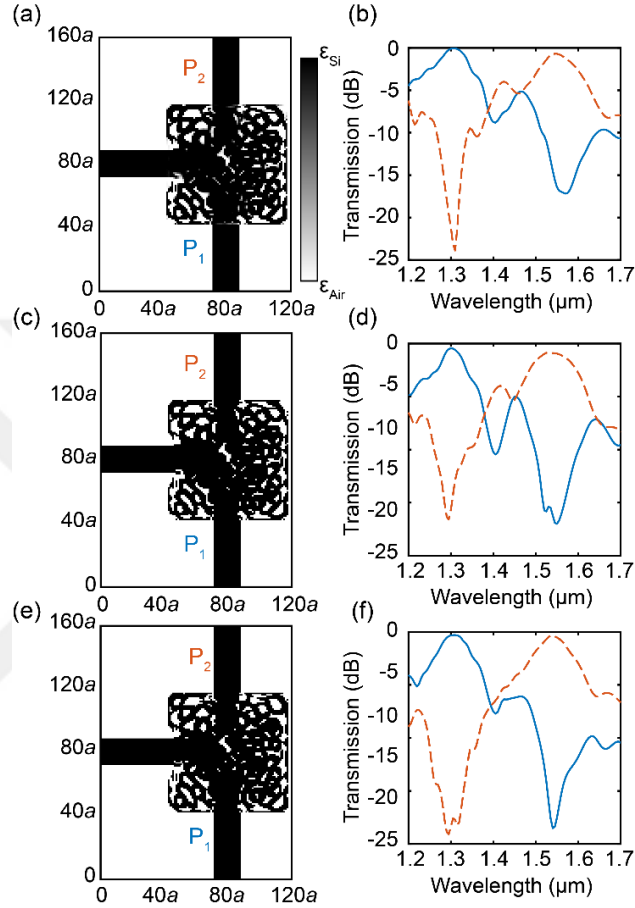 (a)
160a
120a
80a
40a
0
0
40a
80a
120a
P2
P1
εSi
εAir
(b)
Transmission (dB)
0
-5
-10
-15
-20
-25
1.2 1.3 1.4 1.5 1.6 1.7
Wavelength (µm)
(c)
160a
120a
80a
40a
0
0
40a
80a
120a
P2
P1
(d)
Transmission (dB)
0
-5
-10
-15
-20
-25
1.2 1.3 1.4 1.5 1.6 1.7
Wavelength (µm)
(e)
160a
120a
80a
40a
0
0
40a
80a
120a
P2
P1
(f)
Transmission (dB)
0
-5
-10
-15
-20
-25
1.2 1.3 1.4 1.5 1.6 1.7
Wavelength (µm)